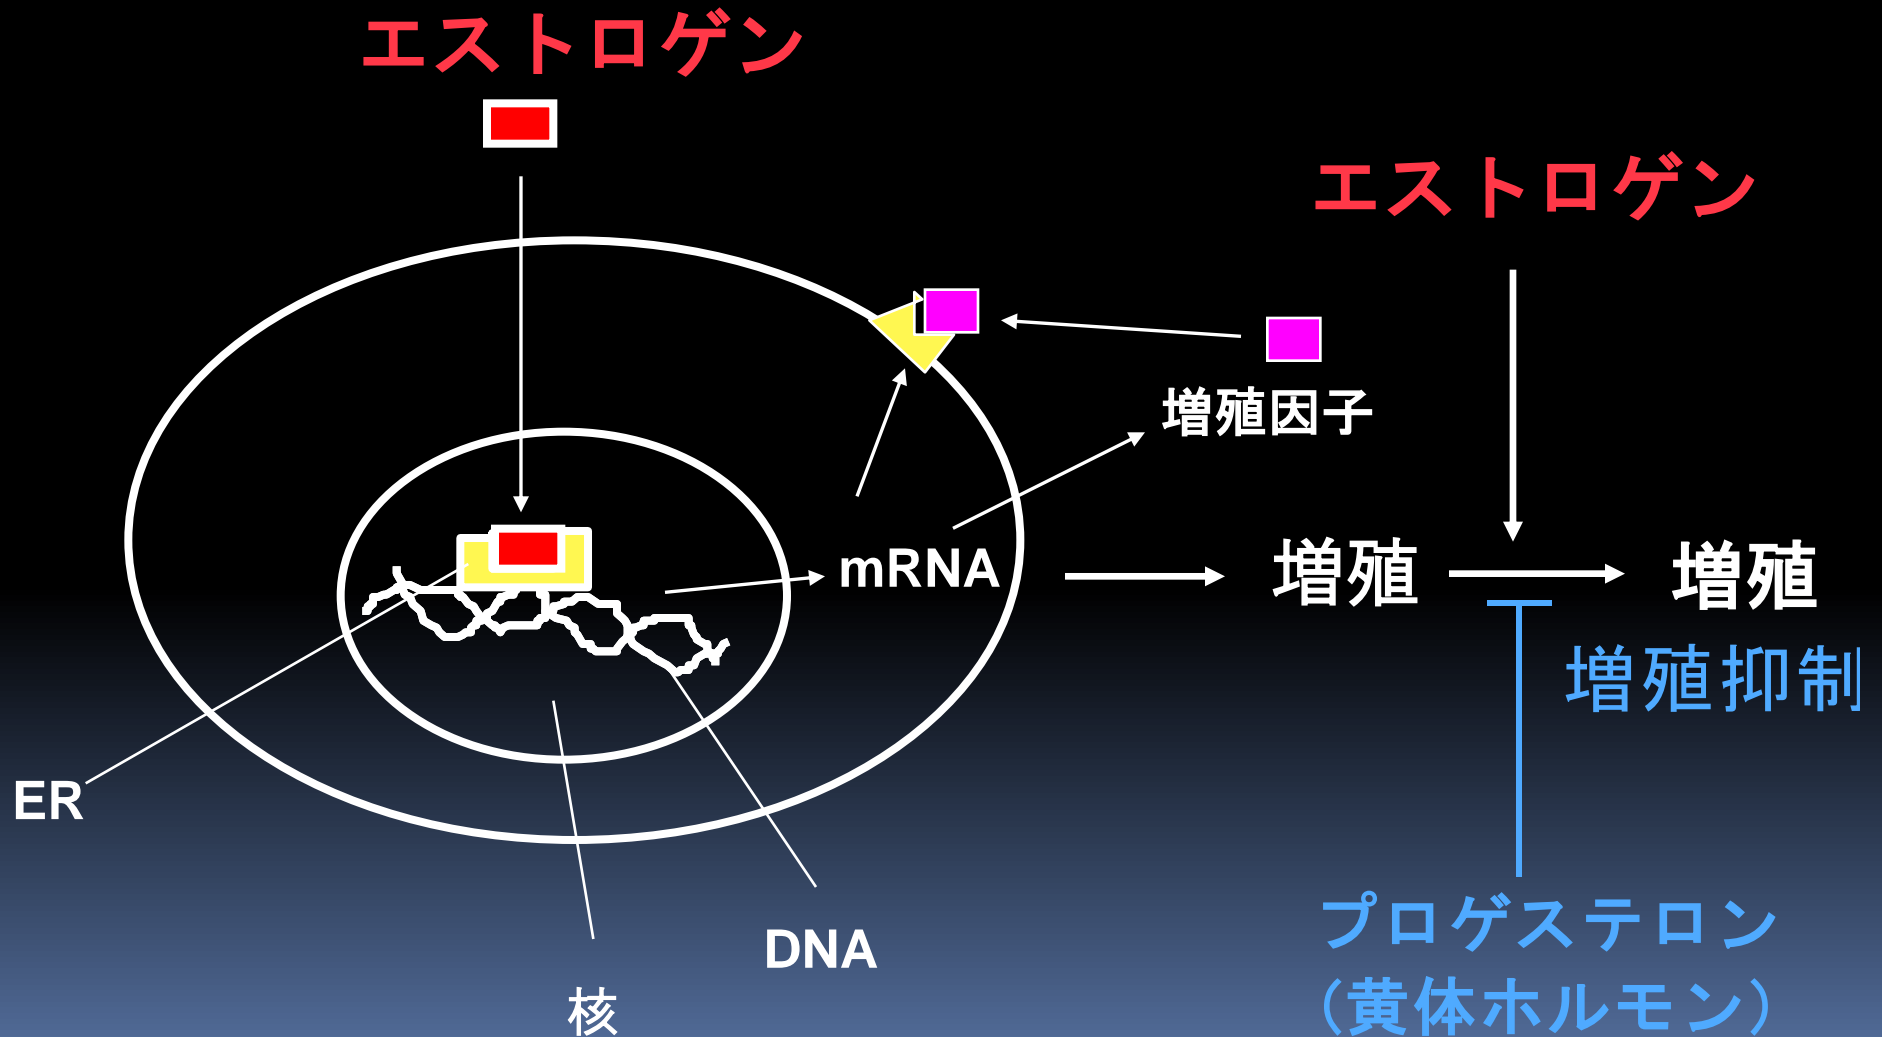 エストロゲン
エストロゲン
増殖因子
mRNA
増殖
増殖
増殖抑制
ER
DNA
核
プロゲステロン
（黄体ホルモン）